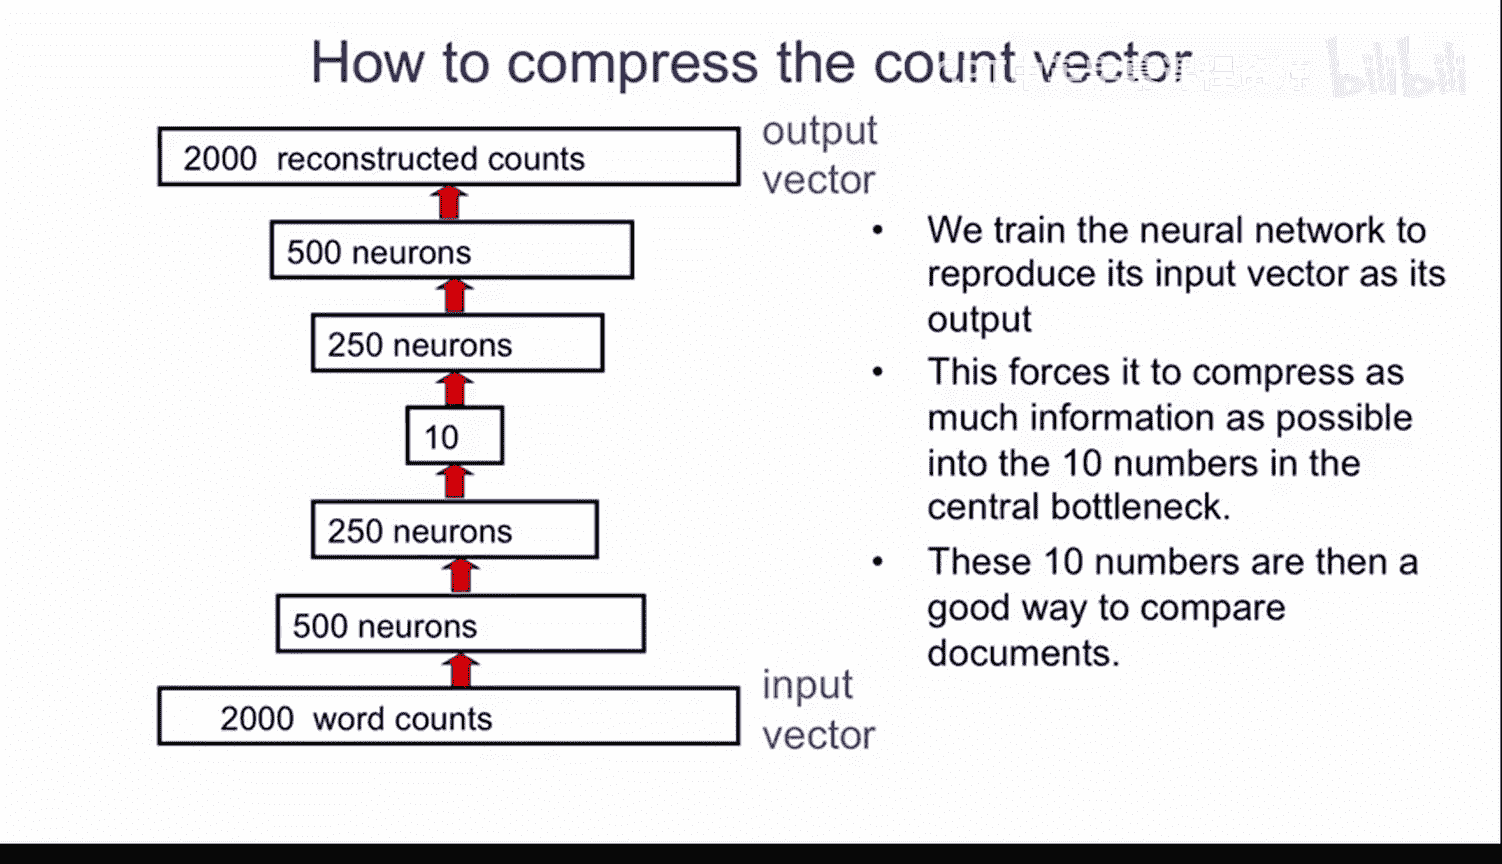 How to compress the count vector
bilibili
2000 reconstructed counts
output
vector
500 neurons
250 neurons
10
250 neurons
500 neurons
2000 word counts
input
vector
• We train the neural network to
reproduce its input vector as its
output
• This forces it to compress as
much information as possible
into the 10 numbers in the
central bottleneck.
• These 10 numbers are then a
good way to compare
documents.